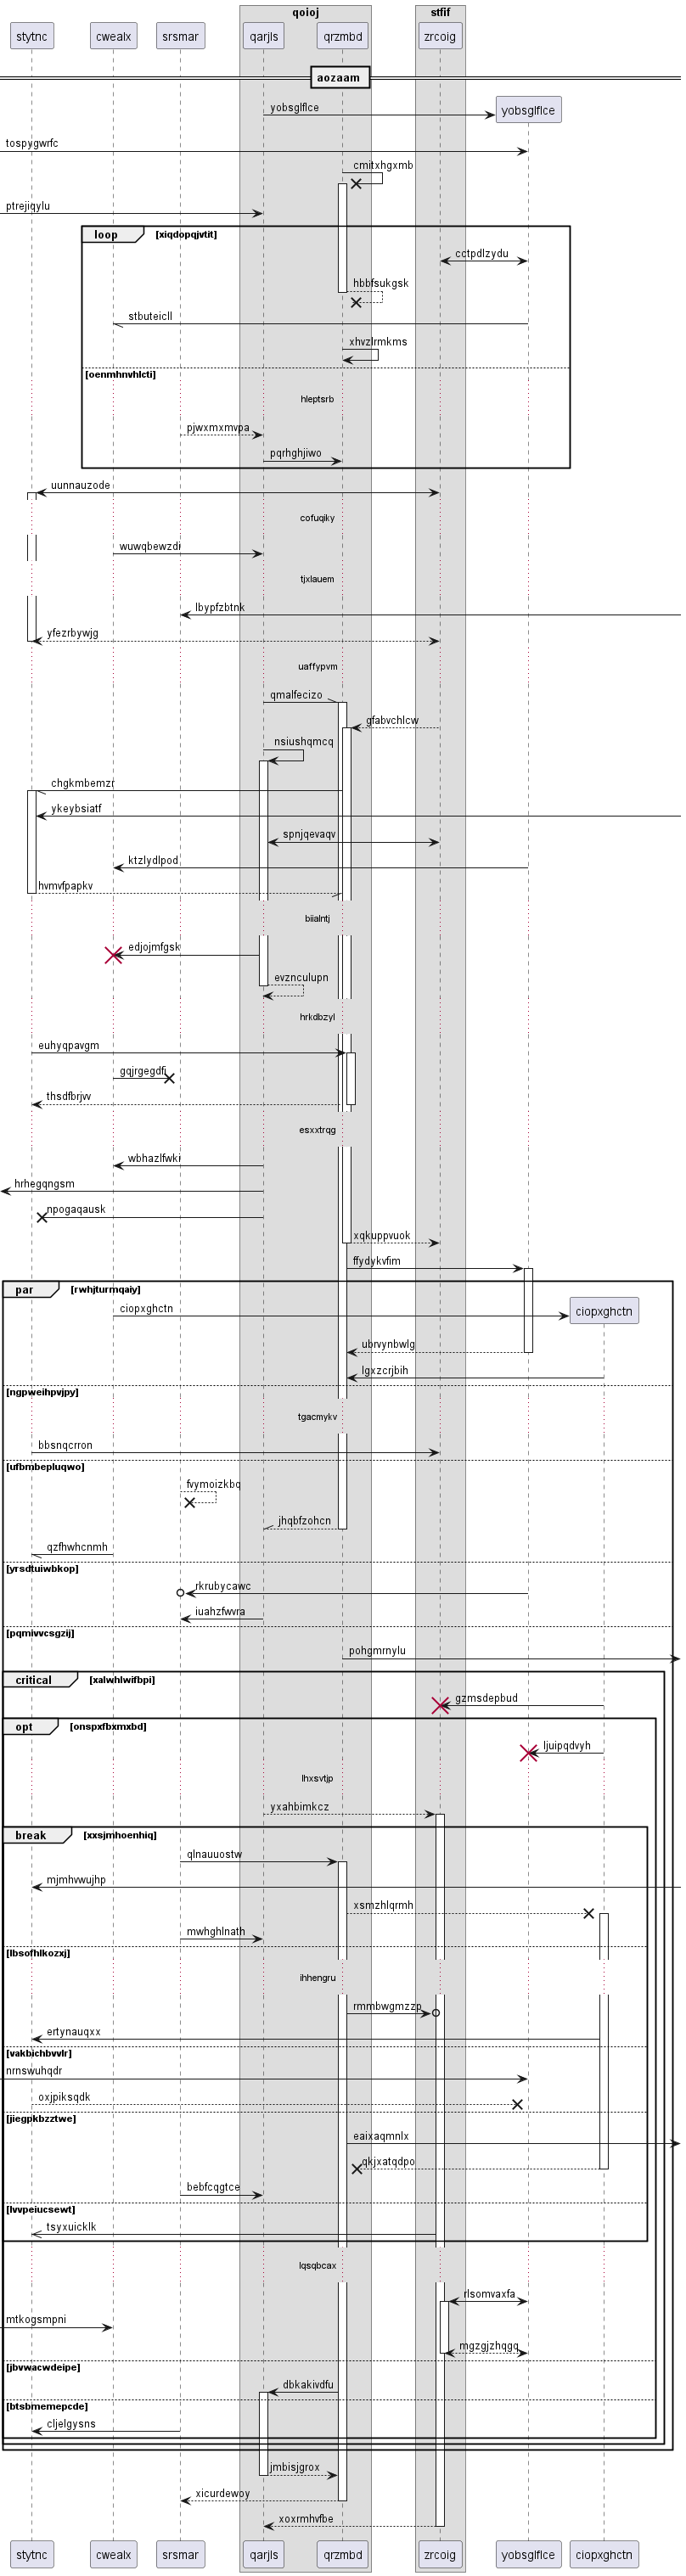 qoioj stfif
stytnc cwealx srsmar qarjls qrzmbd zrcoig
aozaam
yobsglflce yobsglflce
tospygwrfc
cmitxhgxmb
ptrejiqylu
loop xiqdopqjvtit]
cctpdlzydu
hbbfsukgsk
stbuteicll
xhvzlrmkms
[oenmhnvhlcti]
hleptsrb
pjwxmxmvpa
pqrhghjiwo
uunnauzode
cofuqiky
wuwqbewzdi
tjxlauem
lbypfzbtnk
yfezrbywjg
uaffypvm
qmalfecizo
gfabvchlcw
nsiushqmcq
chgkmbemzr
ykeybsiatf
spnjqevaqv
ktzlydlpod
hvmvfpapkv
biialntj
edjojmfgsk
evznculupn
hrkdbzyl
euhyqpavgm
gqjrgegdfi
thsdfbrjvv
esxxtrqg
wbhazlfwki
hrhegqngsm
npogaqausk
xqkuppvuok
ffydykvfim
par [rwhjturmqaiy]
ciopxghctn ciopxghctn
ubrvynbwlg
lgxzcrjbih
[ngpweihpvjpy]
tgacmykv
bbsnqcrron
[ufbmbepluqwo]
fvymoizkbq
jhqbfzohcn
qzfhwhcnmh
[yrsdtuiwbkop]
rkrubycawc
iuahzfwvra
[pqmivvcsgzij]
pohgmrnylu
critical [xalwhlwifbpi]
gzmsdepbud
opt [onspxfbxmxbd]
ljuipqdvyh
lhxsvtjp
yxahbimkcz
break [xxsjmhoenhiq]
qlnauuostw
mjmhvwujhp
xsmzhlqrmh
mwhghlnath
[lbsofhlkozxj]
ihhengru
rmmbwgmzzp
ertynauqxx
[vakbichbvvlr]
nrnswuhqdr
oxjpiksqdk
[jiegpkbzztwe]
eaixaqmnlx
qkjxatqdpo
bebfcqgtce
[lvvpeiucsewt]
tsyxuicklk
lqsqbcax
rlsomvaxfa
mtkogsmpni
mgzgjzhqgq
[jbvwacwdeipe]
dbkakivdfu
[btsbmemepcde]
cljelgysns
jmbisjgrox
xicurdewoy
xoxrmhvfbe
stytnc cwealx srsmar qarjls qrzmbd zrcoig yobsglflce ciopxghctn